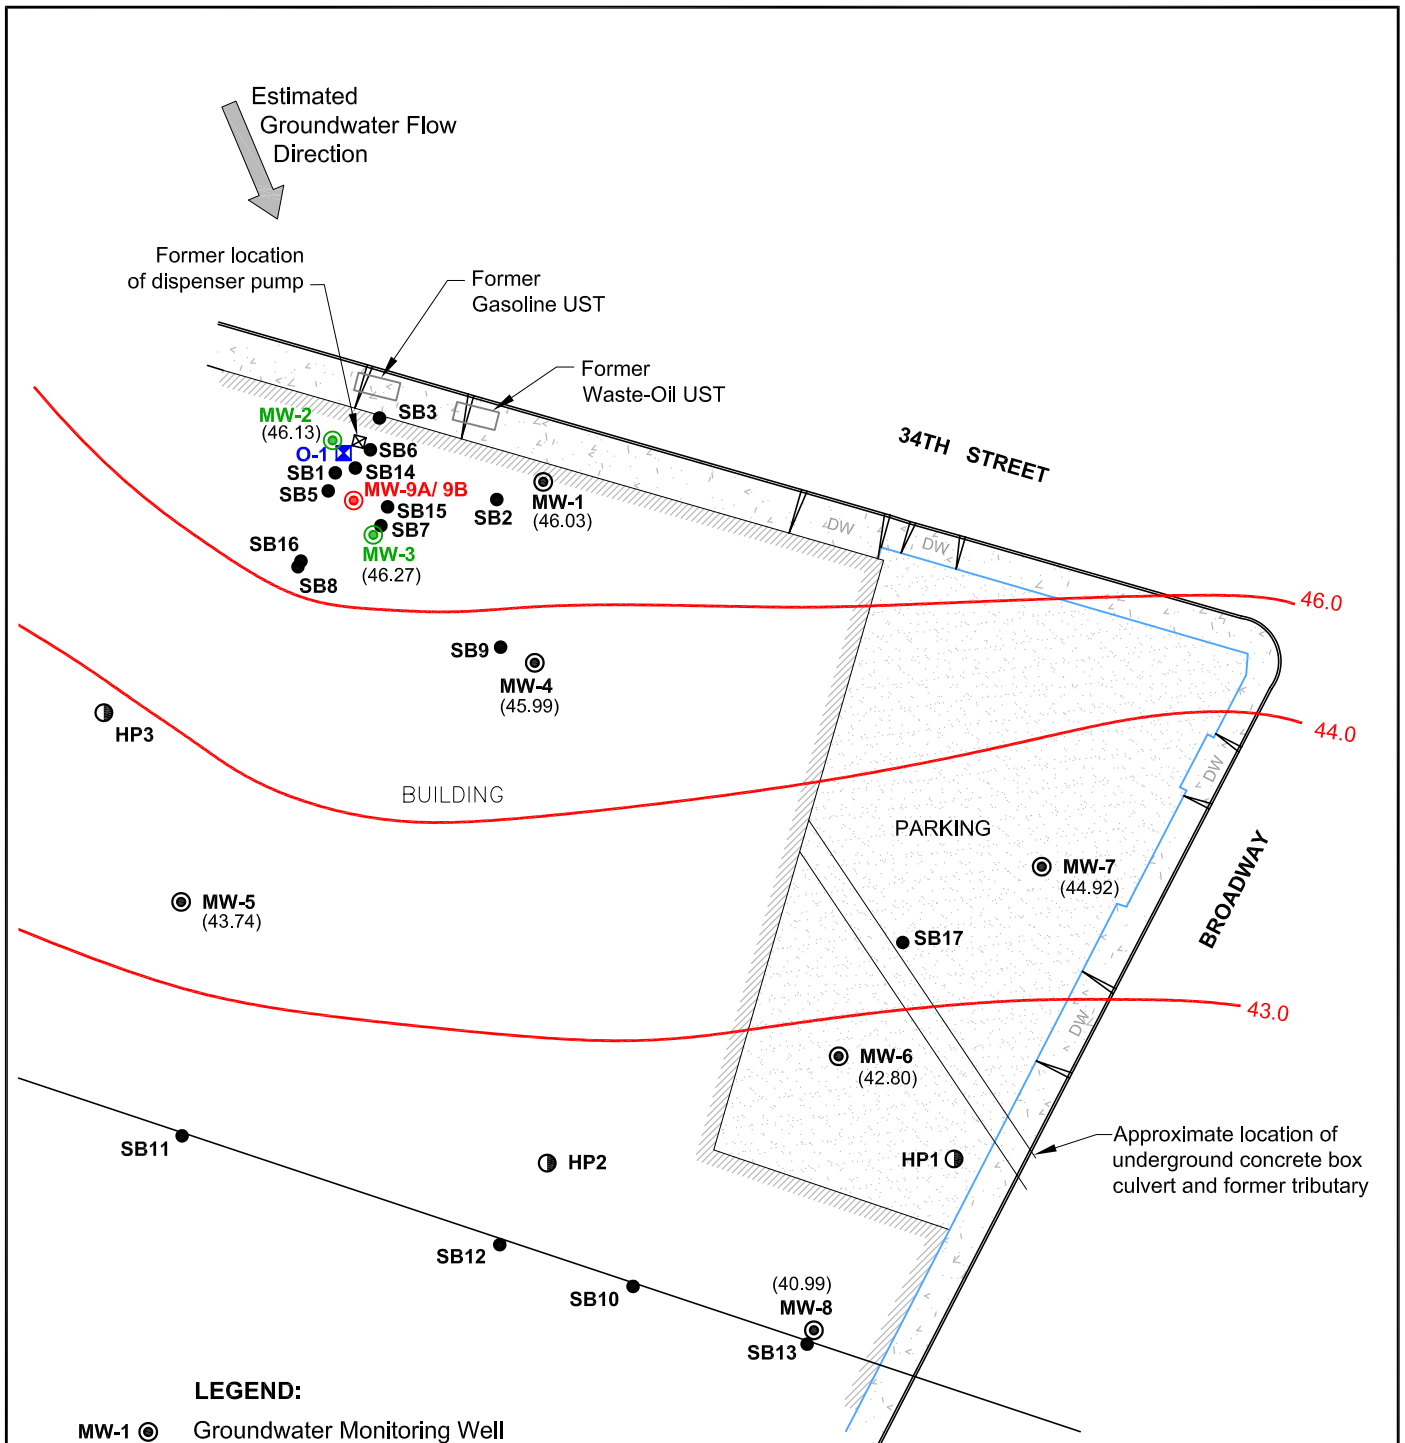 Estimated
Groundwater Flow
Direction
Former location
of dispenser pump
Former
Gasoline UST
Former
Waste-Oil UST
34TH STREET
MW-2
(46.13)
SB3
O-1
SB6
SB1
SB14
SB5
MW-9A/ 9B
SB15
SB7
SB2
MW-1
(46.03)
DW
DW
SB16
SB8
MW-3
(46.27)
46.0
SB9
MW-4
(45.99)
HP3
44.0
DW
BUILDING
PARKING
MW-7
(44.92)
BROADWAY
MW-5
(43.74)
SB17
43.0
DW
MW-6
(42.80)
SB11
HP2
HP1
Approximate location of
underground concrete box
culvert and former tributary
SB12
SB10
(40.99)
MW-8
SB13
LEGEND:
MW-1 Groundwater Monitoring Well